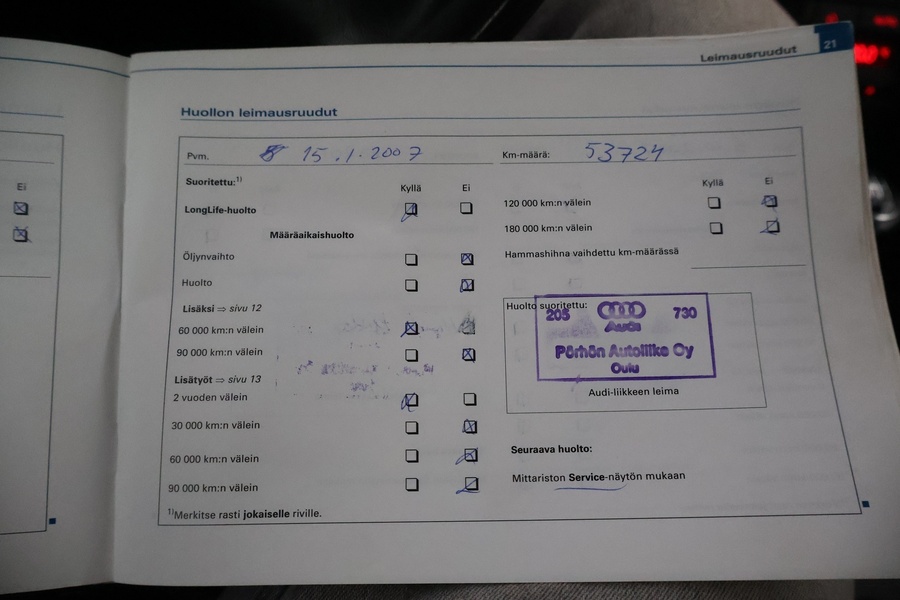 Leimausruudut 21
Huollon leimausruudut
Ei
Pvm. 15.1.2007
Km-määrä: 53724
Suoritettu:1)
Kyllä Ei
LongLife-huolto
Määräaikaishuolto
Öljynvaihto
Huolto
Lisäksi ⇒ sivu 12
60 000 km:n välein
90 000 km:n välein
Lisätyöt ⇒ sivu 13
2 vuoden välein
30 000 km:n välein
60 000 km:n välein
90 000 km:n välein
1)Merkitse rasti jokaiselle riville.
Kyllä Ei
120 000 km:n välein
180 000 km:n välein
Hammashihna vaihdettu km-määrässä
Huolto suoritettu:
205 730
Audi
Pörhön Autoliike Oy
Oulu
Audi-liikkeen leima
Seuraava huolto:
Mittariston Service-näytön mukaan